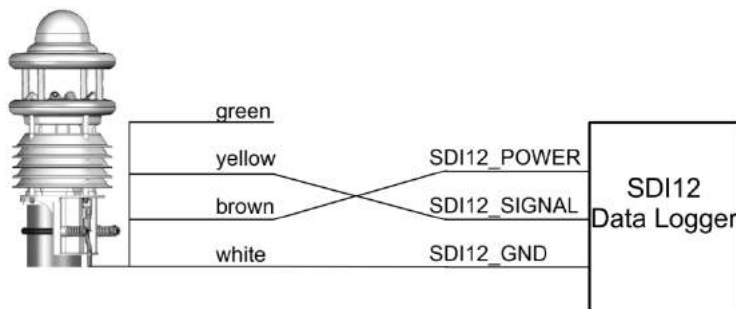 green
yellow
SDI12_POWER
brown
SDI12_SIGNAL
white
SDI12_GND
SDI12
Data Logger